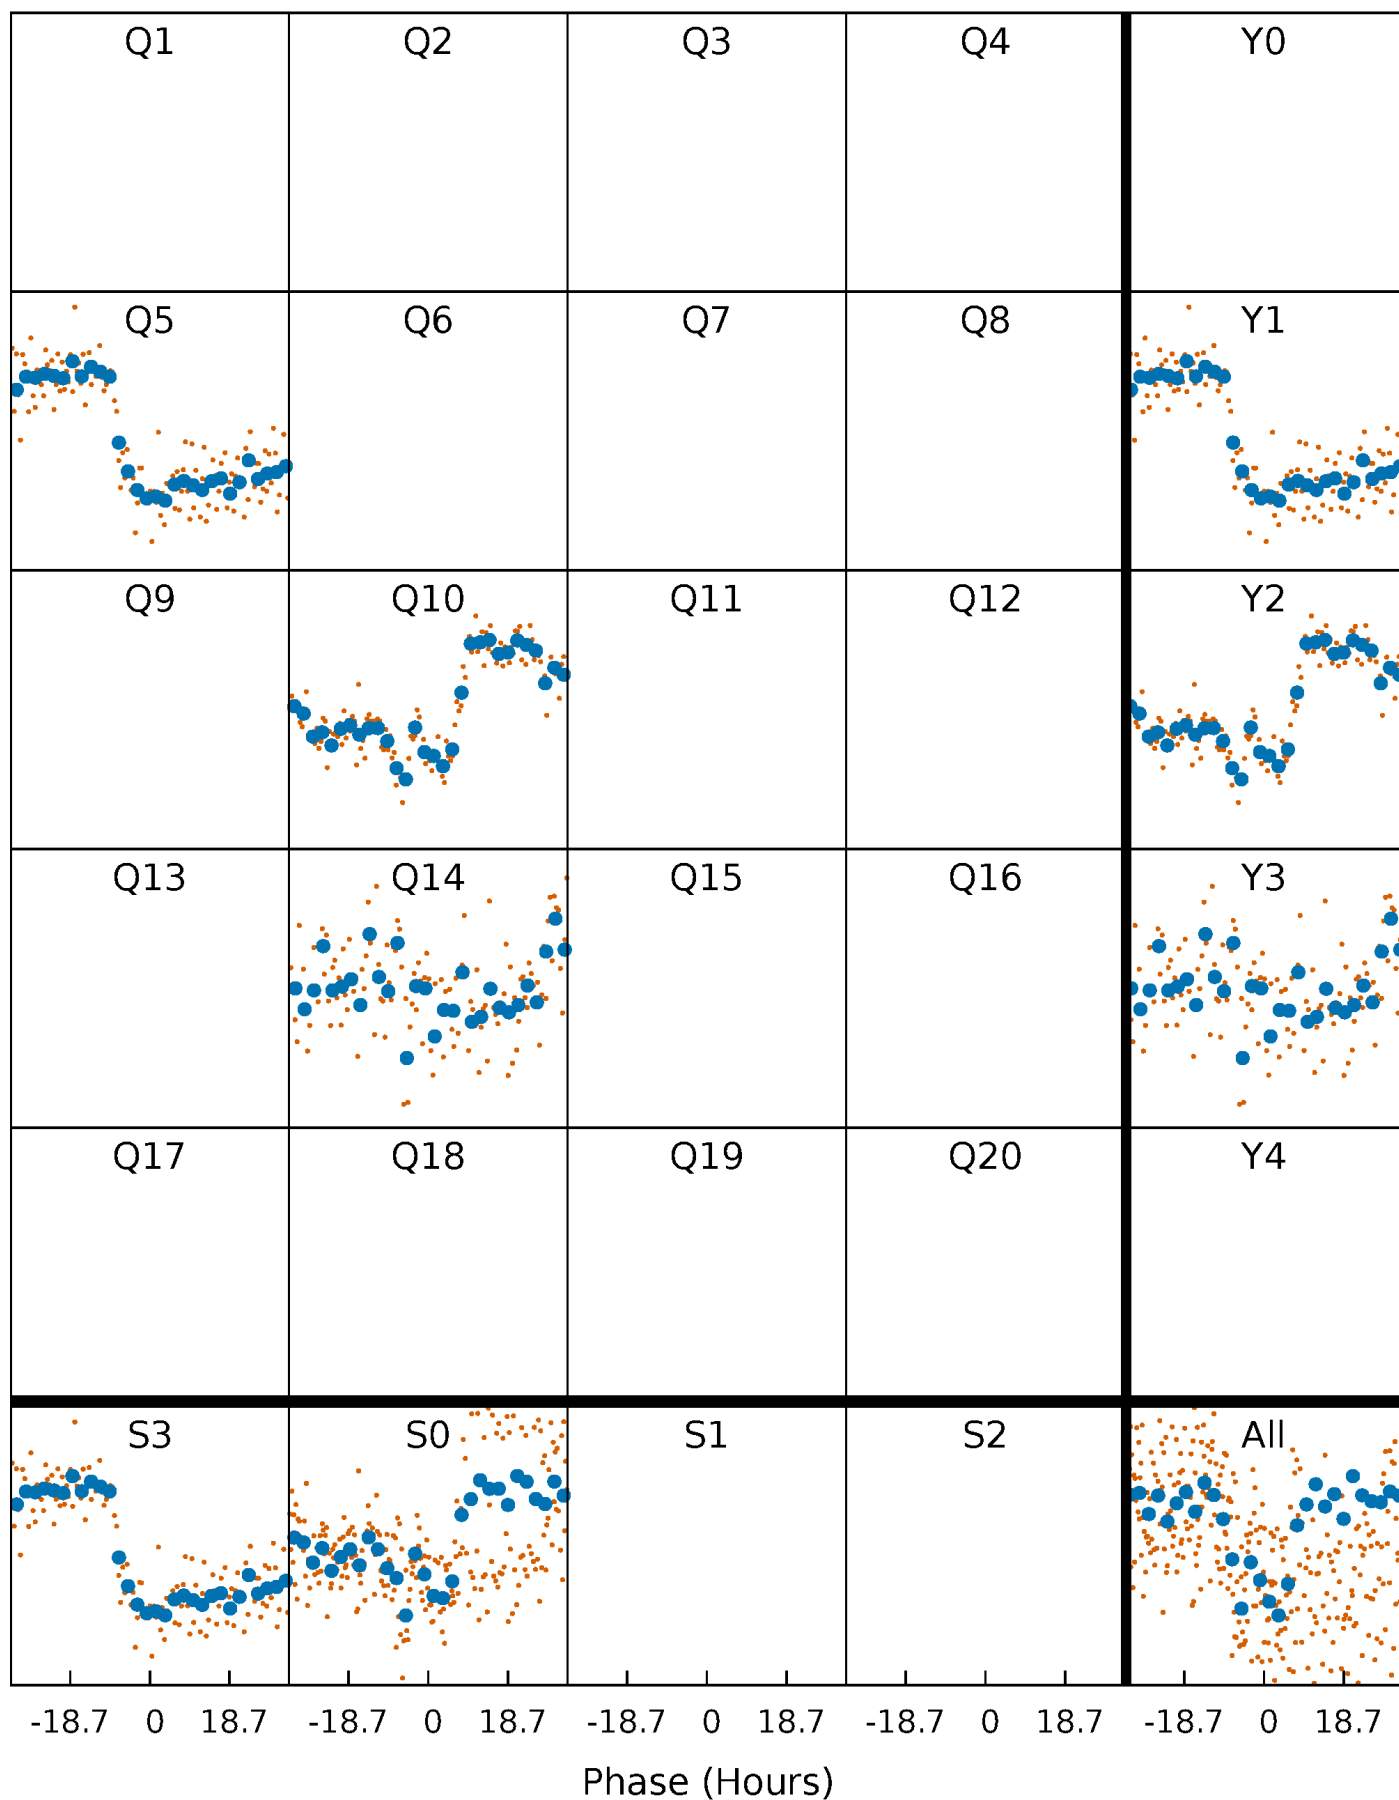 Q1 Q2 Q3 Q4 Y0
Q5 Q6 Q7 Q8 Y1
Q9 Q10 Q11 Q12 Y2
Q13 Q14 Q15 Q16 Y3
Q17 Q18 Q19 Q20 Y4
S3 S0 S1 S2 All
-18.7 0 18.7 -18.7 0 18.7 -18.7 0 18.7 -18.7 0 18.7 -18.7 0 18.7
Phase (Hours)